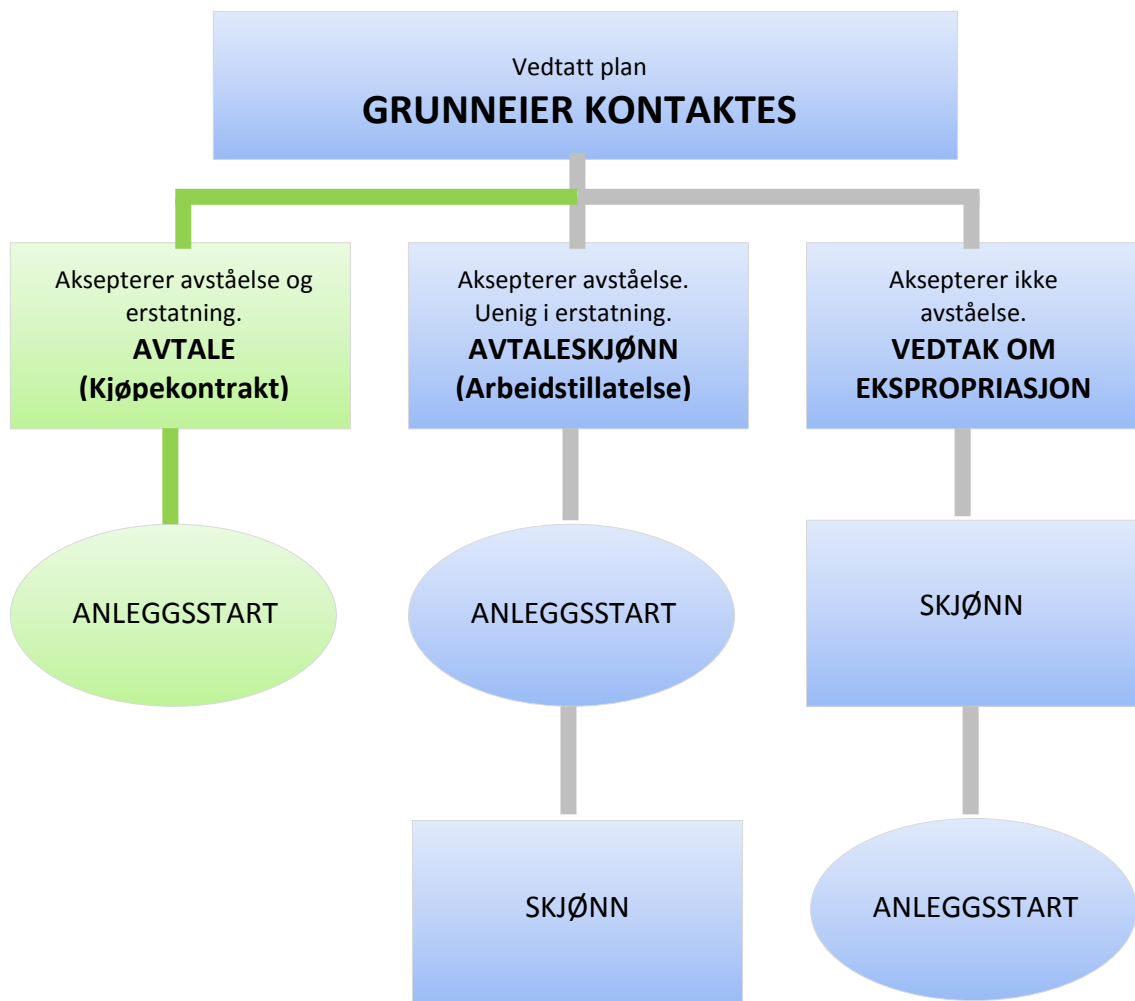 Vedtatt plan
GRUNNEIER KONTAKTES
Aksepterer avståelse og
erstatning.
AVTALE
(Kjøpekontrakt)
Aksepterer avståelse.
Uenig i erstatning.
AVTALESKJØNN
(Arbeidstillatelse)
Aksepterer ikke
avståelse.
VEDTAK OM
EKSPROPRIASJON
ANLEGGSSTART
ANLEGGSSTART
SKJØNN
SKJØNN
ANLEGGSSTART